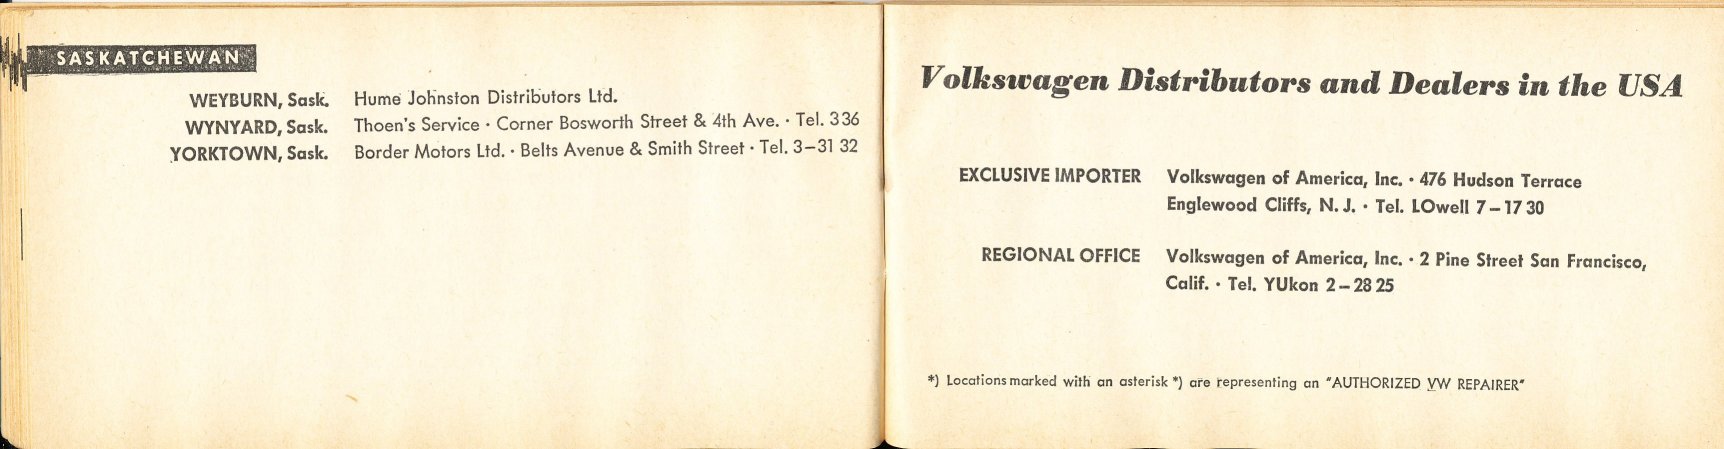 SASKATCHEWAN
WEYBURN, Sask. Hume Johnston Distributors Ltd.
WYNYARD, Sask. Thoen's Service · Corner Bosworth Street & 4th Ave. · Tel. 3 36
YORKTOWN, Sask. Border Motors Ltd. · Belts Avenue & Smith Street · Tel. 3–31 32
Volkswagen Distributors and Dealers in the USA
EXCLUSIVE IMPORTER Volkswagen of America, Inc. · 476 Hudson Terrace
Englewood Cliffs, N. J. · Tel. LOwell 7–17 30
REGIONAL OFFICE Volkswagen of America, Inc. · 2 Pine Street San Francisco,
Calif. · Tel. YUkon 2–28 25
*) Locations marked with an asterisk *) are representing an "AUTHORIZED VW REPAIRER"